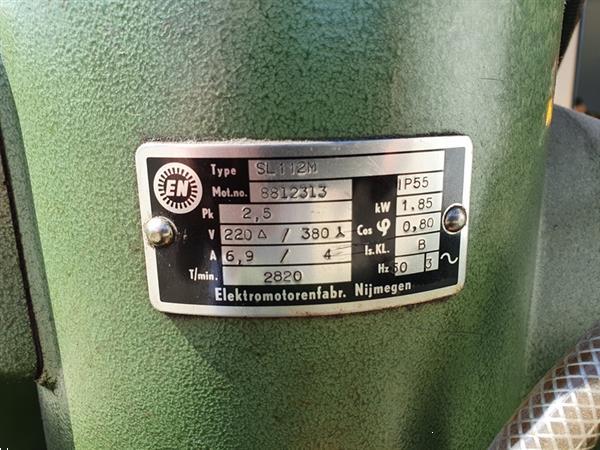 EN
Type SL112M
Mot.no. 8812313 IP55
Pk 2,5 kW 1,85
V 220 △ / 380 Y Cos φ 0,80
A 6,9 / 4 Is.KL. B
T/min. 2820 Hz 50 3 ~
Elektromotorenfabr. Nijmegen